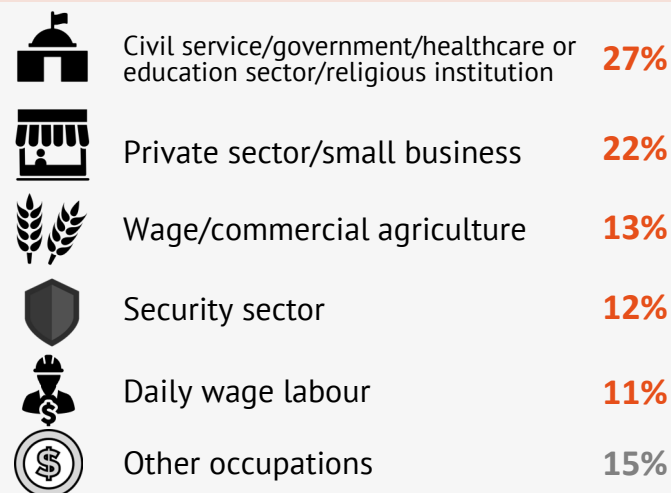 Civil service/government/healthcare or
education sector/religious institution 27%
Private sector/small business 22%
Wage/commercial agriculture 13%
Security sector 12%
Daily wage labour 11%
Other occupations 15%